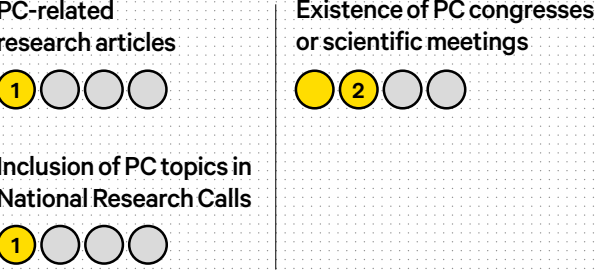 PC-related
research articles
1
Inclusion of PC topics in
National Research Calls
1
Existence of PC congresses
or scientific meetings
2